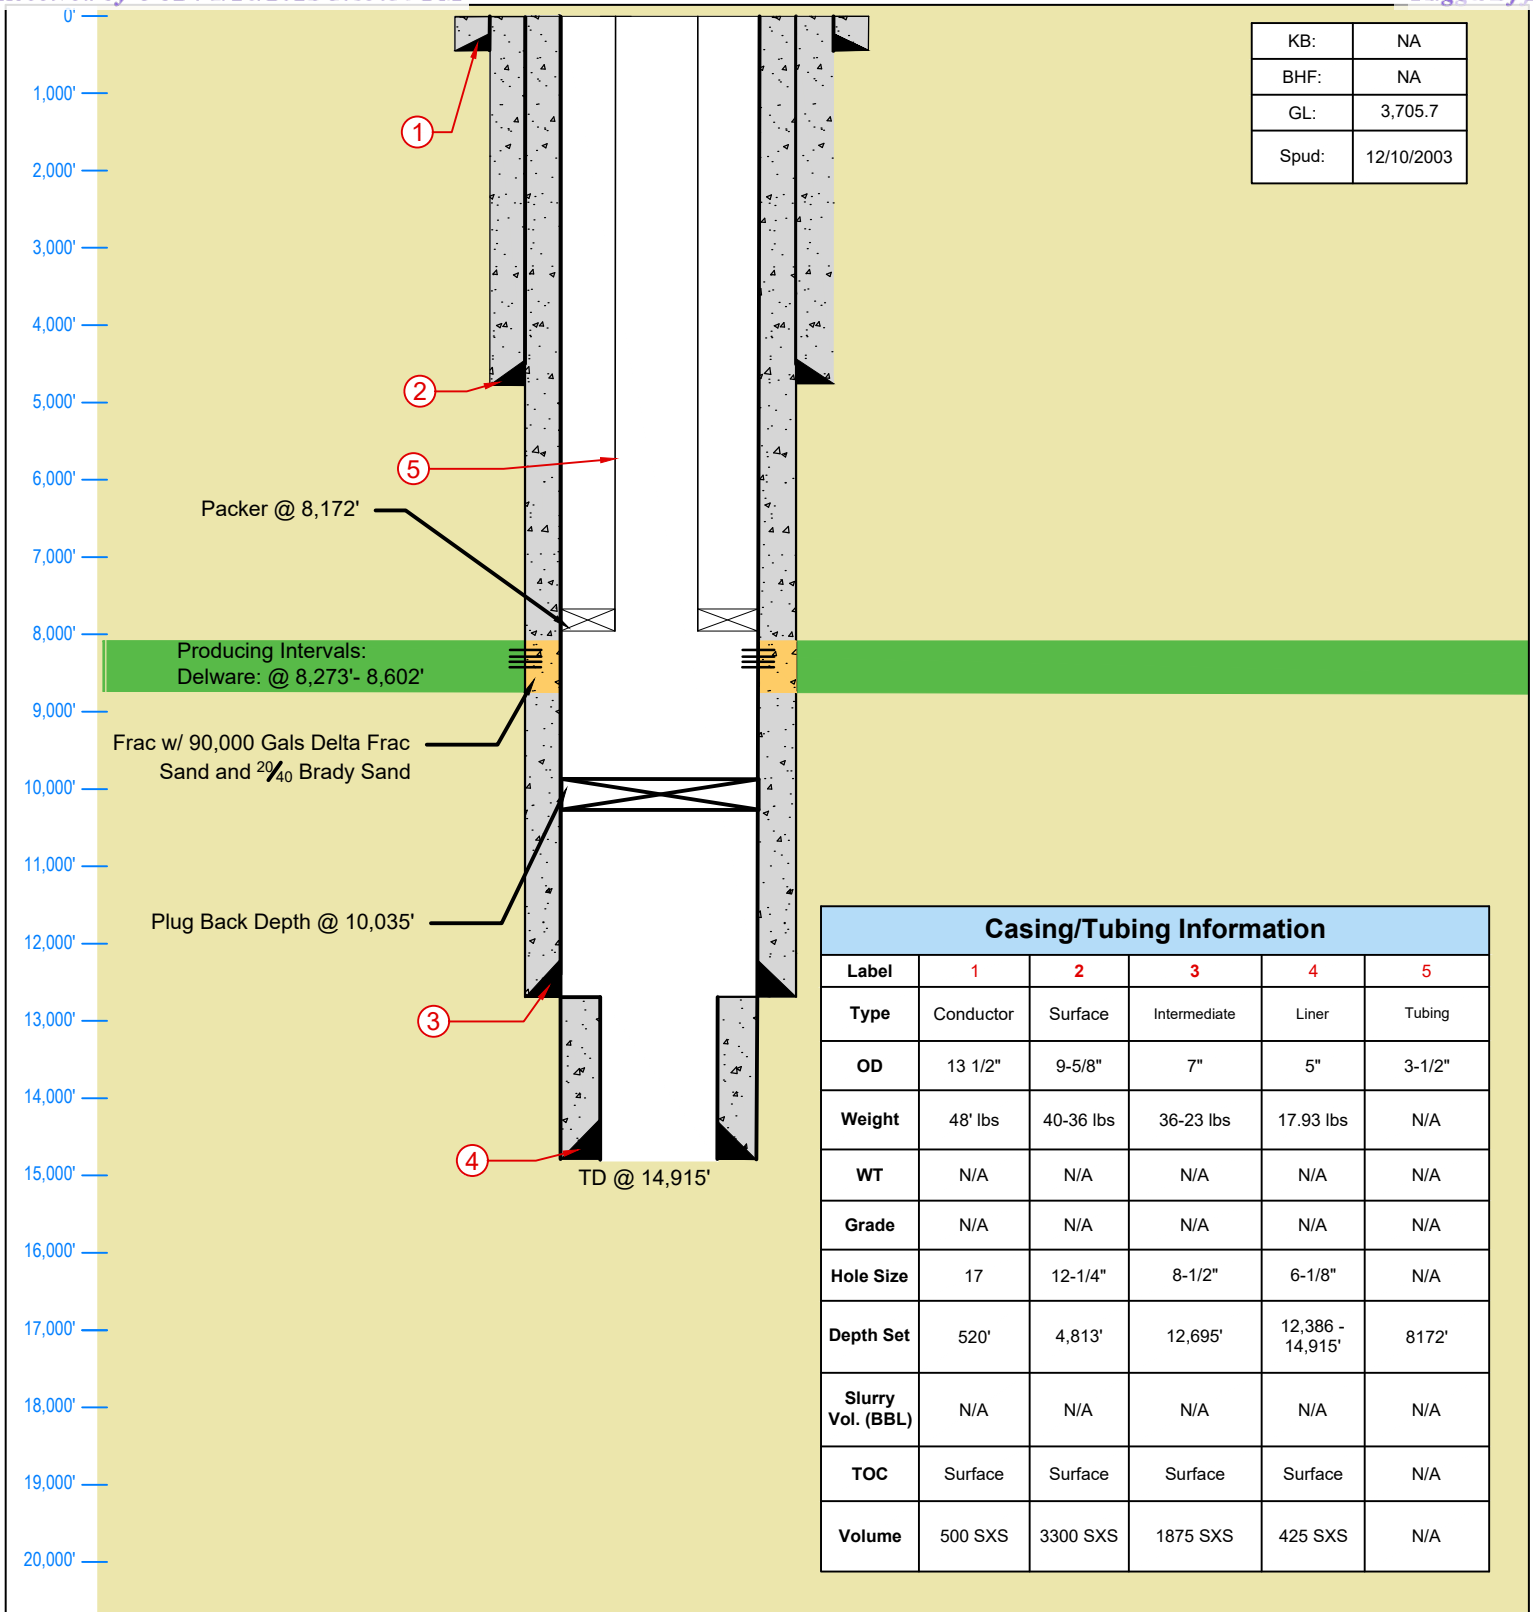 0'
1,000'
2,000'
3,000'
4,000'
5,000'
6,000'
7,000'
8,000'
9,000'
10,000'
11,000'
12,000'
13,000'
14,000'
15,000'
16,000'
17,000'
18,000'
19,000'
20,000'
KB: NA
BHF: NA
GL: 3,705.7
Spud: 12/10/2003
1
2
5
Packer @ 8,172'
Producing Intervals:
Delware: @ 8,273'- 8,602'
Frac w/ 90,000 Gals Delta Frac
Sand and 20/40 Brady Sand
Plug Back Depth @ 10,035'
3
4
TD @ 14,915'
Casing/Tubing Information
Label 1 2 3 4 5
Type Conductor Surface Intermediate Liner Tubing
OD 13 1/2" 9-5/8" 7" 5" 3-1/2"
Weight 48' lbs 40-36 lbs 36-23 lbs 17.93 lbs N/A
WT N/A N/A N/A N/A N/A
Grade N/A N/A N/A N/A N/A
Hole Size 17 12-1/4" 8-1/2" 6-1/8" N/A
Depth Set 520' 4,813' 12,695' 12,386 - 14,915' 8172'
Slurry Vol. (BBL) N/A N/A N/A N/A N/A
TOC Surface Surface Surface Surface N/A
Volume 500 SXS 3300 SXS 1875 SXS 425 SXS N/A